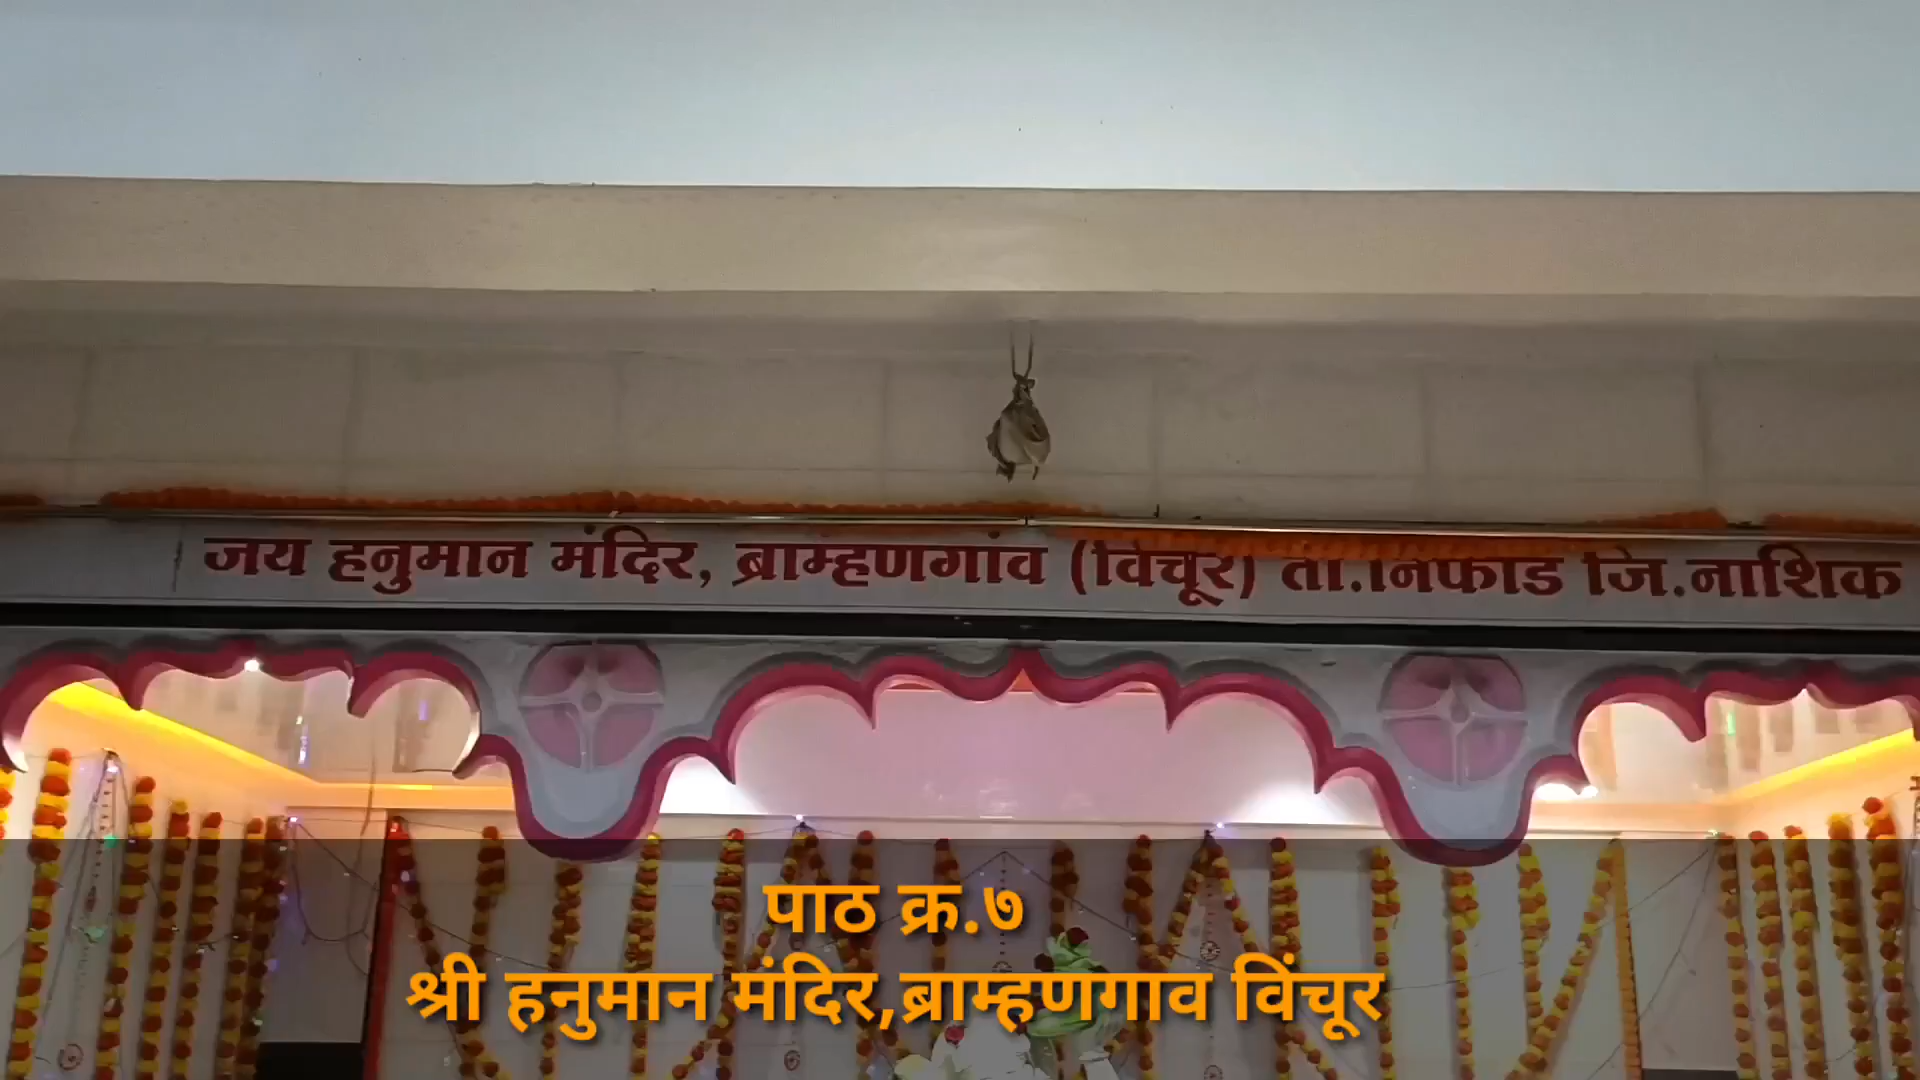 जय हनुमान मंदिर, ब्राम्हणगांव (विंचूर) ता.निफाड जि.नाशिक
पाठ क्र.७
श्री हनुमान मंदिर,ब्राम्हणगाव विंचूर